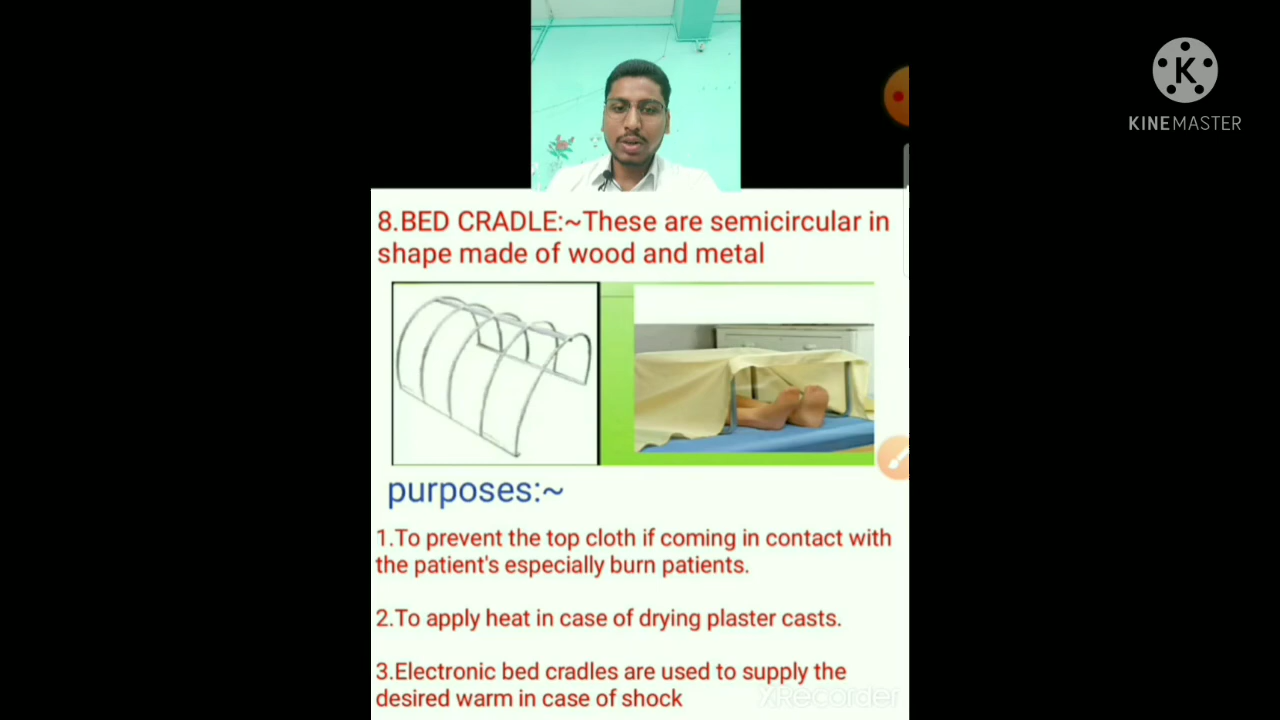 K
KINEMASTER
8.BED CRADLE:~These are semicircular in
shape made of wood and metal
purposes:~
1.To prevent the top cloth if coming in contact with
the patient's especially burn patients.
2.To apply heat in case of drying plaster casts.
3.Electronic bed cradles are used to supply the
desired warm in case of shock
XRecorder